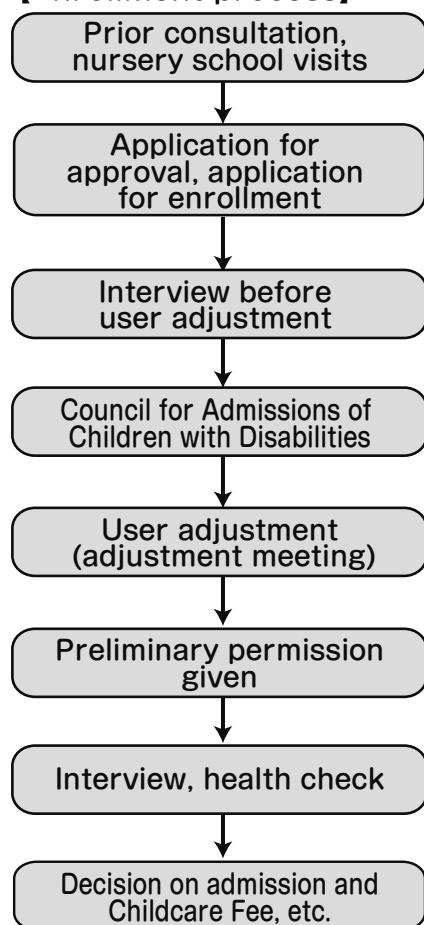 Enrollment process]
Prior consultation,
nursery school visits
Application for
approval, application
for enrollment
Interview before
user adjustment
Council for Admissions of
Children with Disabilities
User adjustment
(adjustment meeting)
Preliminary permission
given
Interview, health check
Decision on admission and
Childcare Fee, etc.